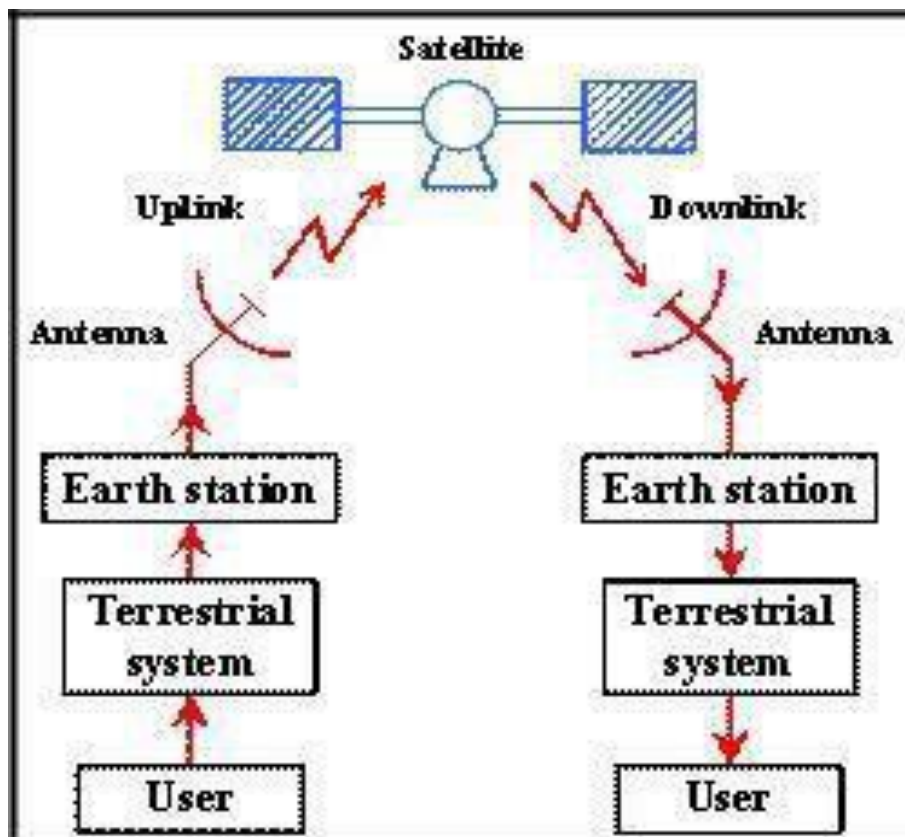 Satellite
Uplink
Downlink
Antenna
Antenna
Earth station
Earth station
Terrestrial
system
Terrestrial
system
User
User